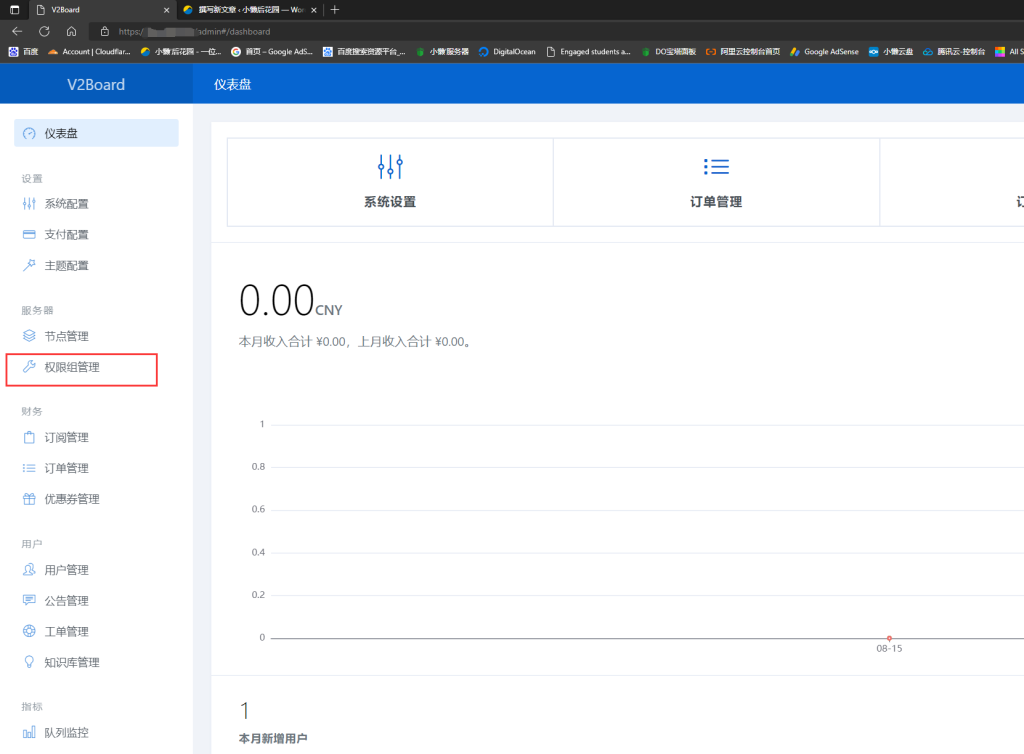 V2Board
撰写新文章 ‹ 小懒后花园 — Wor
https:/
admin#/dashboard
百度
Account | Cloudflar...
小懒后花园 - 一位...
首页 – Google AdS...
百度搜索资源平台_...
小懒服务器
DigitalOcean
Engaged students a...
DO宝塔面板
阿里云控制台首页
Google AdSense
小懒云盘
腾讯云-控制台
All S
V2Board
仪表盘
仪表盘
设置
系统配置
支付配置
主题配置
服务器
节点管理
权限组管理
财务
订阅管理
订单管理
优惠券管理
用户
用户管理
公告管理
工单管理
知识库管理
指标
队列监控
系统设置
订单管理
订
0.00CNY
本月收入合计 ¥0.00，上月收入合计 ¥0.00。
1
0.8
0.6
0.4
0.2
0
08-15
1
本月新增用户